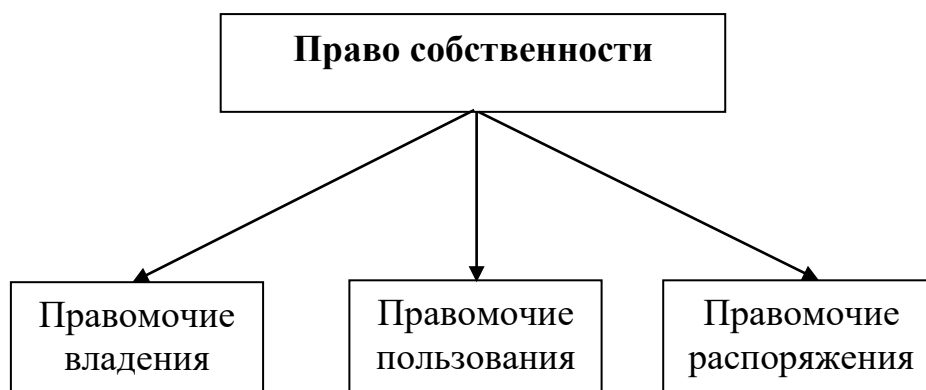 Право собственности
Правомочие
владения
Правомочие
пользования
Правомочие
распоряжения